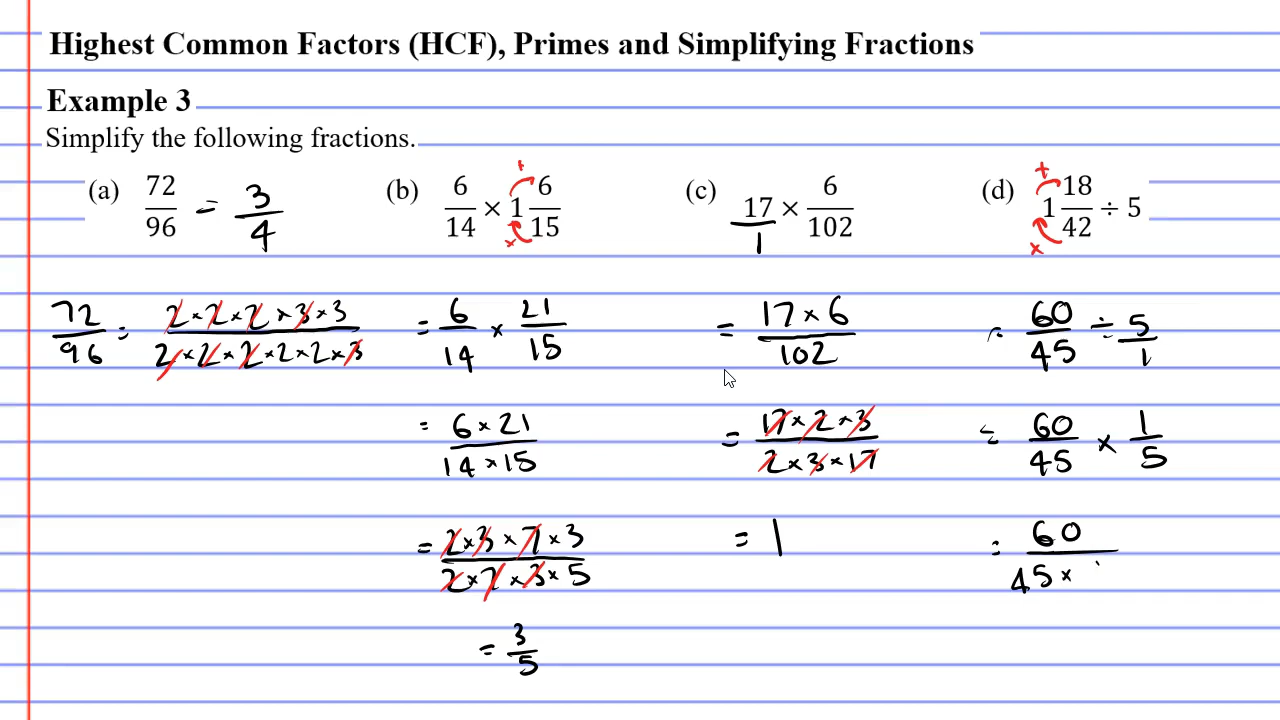 Highest Common Factors (HCF), Primes and Simplifying Fractions
Example 3
Simplify the following fractions.
(a) 72/96 = 3/4
72/96 = 2 × 2 × 2 × 3 × 3 / 2 × 2 × 2 × 2 × 2 × 3
(b) 6/14 × 1 6/15
+
×
= 6/14 × 21/15
= 6 × 21 / 14 × 15
= 2 × 3 × 7 × 3 / 2 × 7 × 3 × 5
= 3/5
(c) 17/1 × 6/102
= 17 × 6 / 102
= 17 × 2 × 3 / 2 × 3 × 17
= 1
(d) 1 18/42 ÷ 5
+
×
= 60/45 ÷ 5/1
= 60/45 × 1/5
= 60 / 45 ×